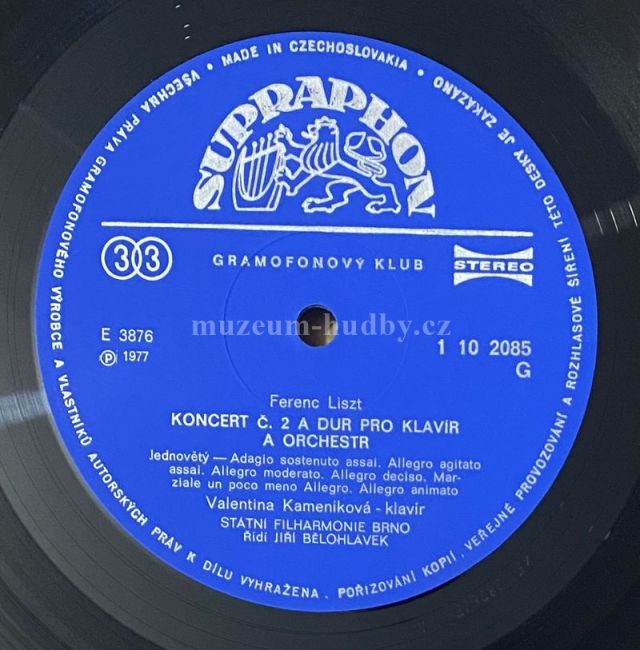 VŠECHNA PRÁVA GRAMOFONOVÉHO VÝROBCE A VLASTNÍKŮ AUTORSKÝCH PRÁV K DÍLU VYHRAŽENA. POŘIZOVÁNÍ KOPIÍ, VEŘEJNÉ PROVOZOVÁNÍ A ROZHLASOVÉ ŠÍŘENÍ TÉTO DESKY JE ZAKÁZÁNO • MADE IN CZECHOSLOVAKIA •
SUPRAPHON
33 GRAMOFONOVÝ KLUB STEREO
muzeum-hudby.cz
E 3876 1 10 2085
Ⓟ 1977 G
Ferenc Liszt
KONCERT Č. 2 A DUR PRO KLAVÍR
A ORCHESTR
Jednovětý — Adagio sostenuto assai. Allegro agitato
assai. Allegro moderato. Allegro deciso. Mar-
ziale un poco meno Allegro. Allegro animato
Valentina Kameníková - klavír
STÁTNÍ FILHARMONIE BRNO
Řídí JIŘÍ BĚLOHLÁVEK